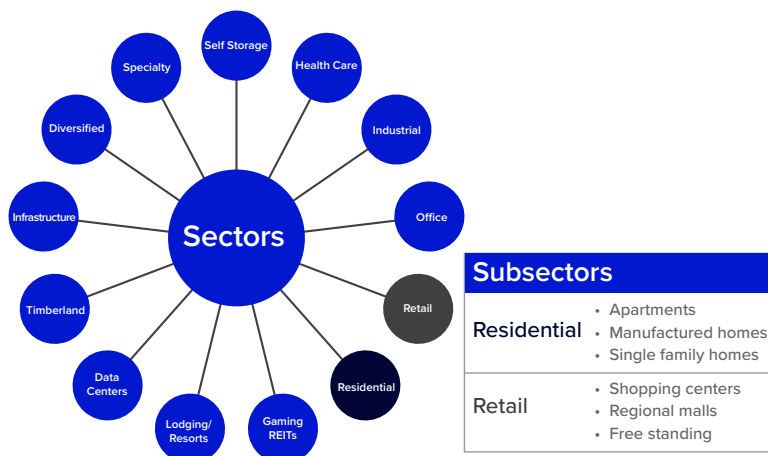 Self Storage
Health Care
Industrial
Office
Retail
Residential
Gaming
REITs
Lodging/
Resorts
Data
Centers
Timberland
Infrastructure
Diversified
Specialty
Sectors
Subsectors
Residential
• Apartments
• Manufactured homes
• Single family homes
Retail
• Shopping centers
• Regional malls
• Free standing